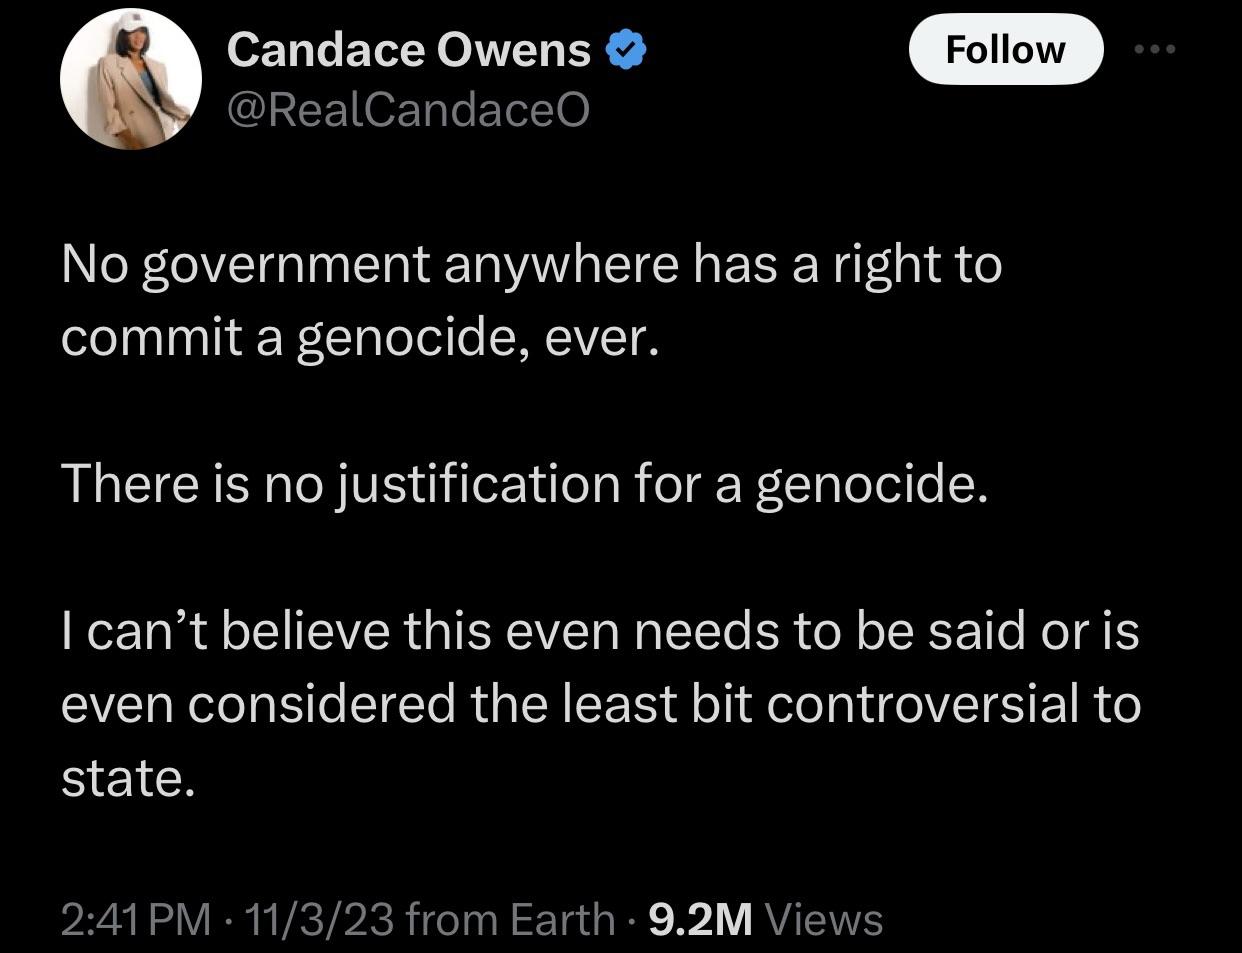 Candace Owens
Follow
@RealCandaceO
No government anywhere has a right to
commit a genocide, ever.
There is no justification for a genocide.
I can’t believe this even needs to be said or is
even considered the least bit controversial to
state.
2:41 PM · 11/3/23 from Earth · 9.2M Views